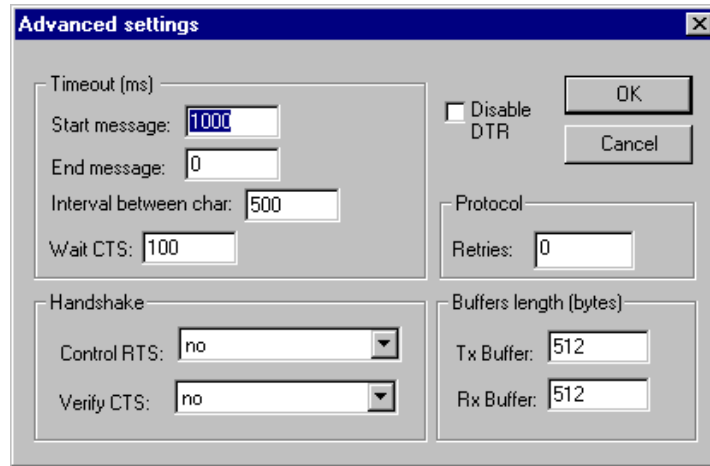 Advanced settings
Timeout (ms)
Start message: 1000
End message: 0
Interval between char: 500
Wait CTS: 100
Disable
DTR
OK
Cancel
Protocol
Retries: 0
Handshake
Control RTS: no
Verify CTS: no
Buffers length (bytes)
Tx Buffer: 512
Rx Buffer: 512